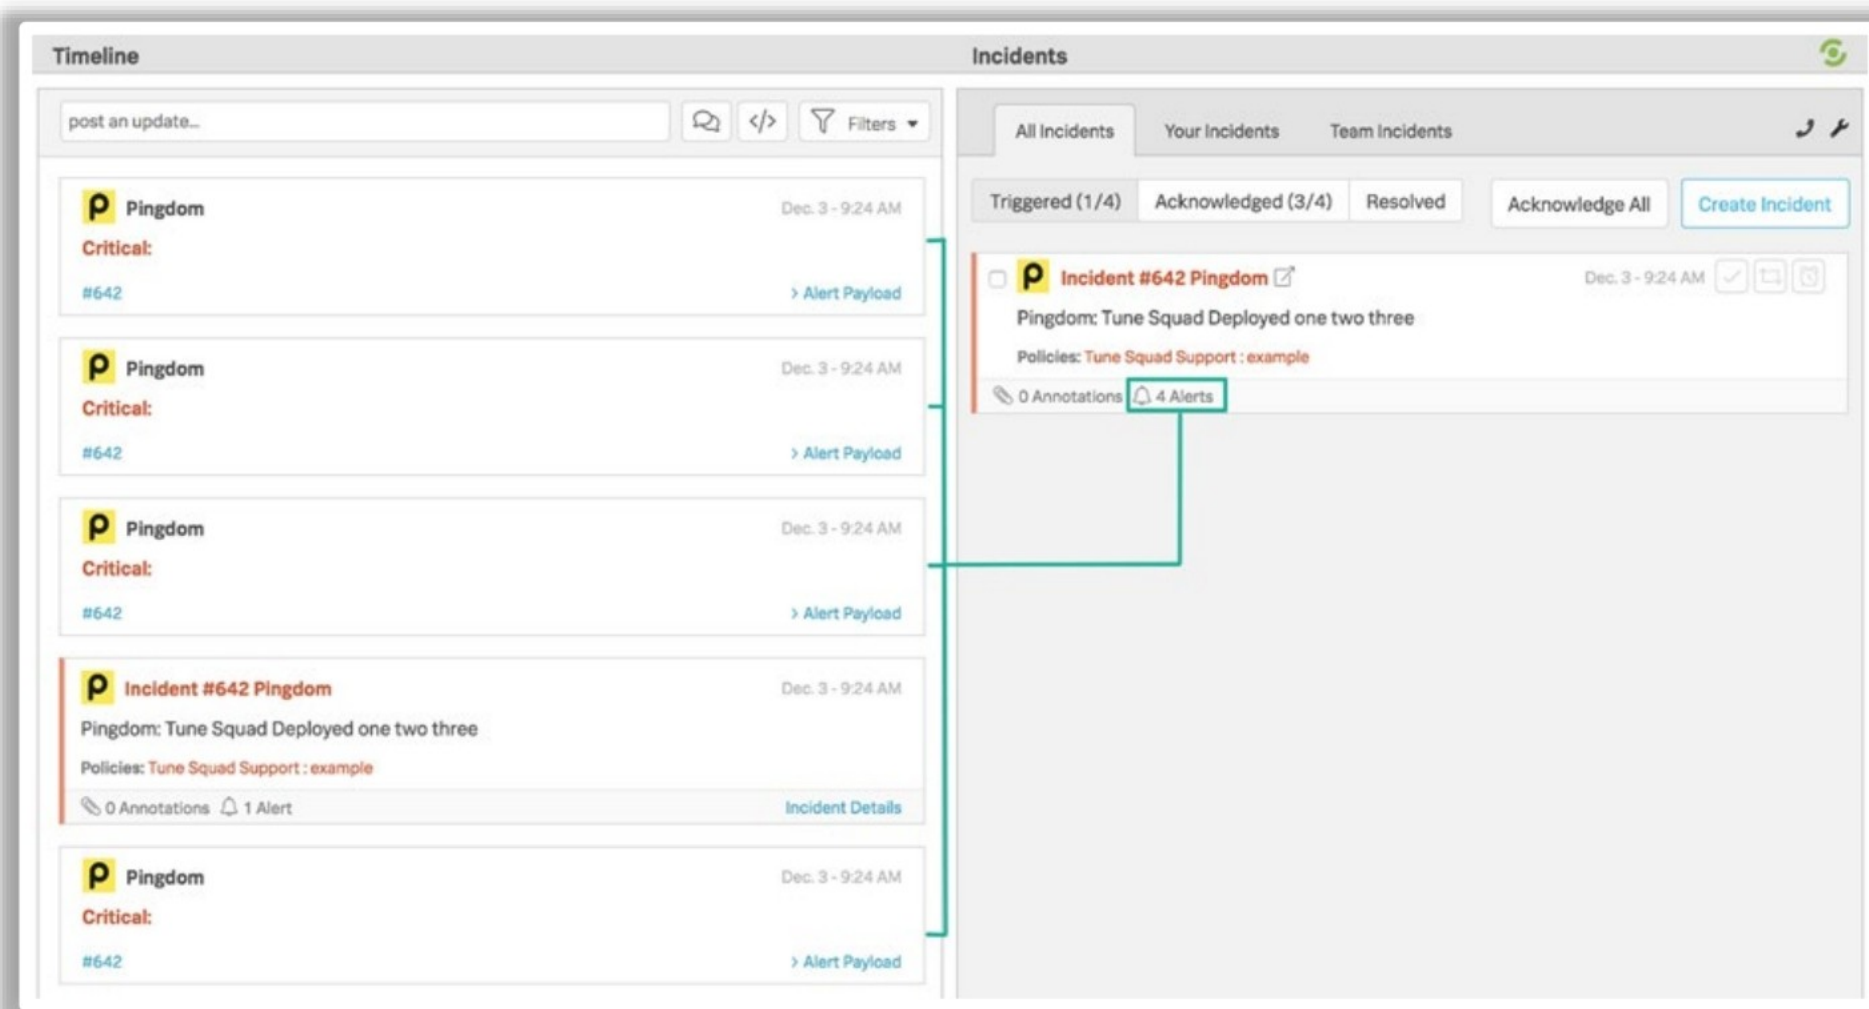 Timeline
post an update...
</> Filters
Pingdom Dec. 3 - 9:24 AM
Critical:
#642 > Alert Payload
Pingdom Dec. 3 - 9:24 AM
Critical:
#642 > Alert Payload
Pingdom Dec. 3 - 9:24 AM
Critical:
#642 > Alert Payload
Incident #642 Pingdom Dec. 3 - 9:24 AM
Pingdom: Tune Squad Deployed one two three
Policies: Tune Squad Support : example
0 Annotations 1 Alert Incident Details
Pingdom Dec. 3 - 9:24 AM
Critical:
#642 > Alert Payload
Incidents
All Incidents Your Incidents Team Incidents
Triggered (1/4) Acknowledged (3/4) Resolved Acknowledge All Create Incident
Incident #642 Pingdom Dec. 3 - 9:24 AM
Pingdom: Tune Squad Deployed one two three
Policies: Tune Squad Support : example
0 Annotations 4 Alerts